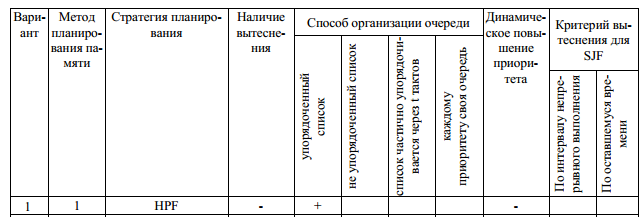 Вари-
ант
Метод
планиро-
вания па-
мяти
Стратегия планиро-
вания
Наличие
вытесне-
ния
Способ организации очереди
упорядоченный
список
не упорядоченный список
список частично упорядочи-
вается через t тактов
каждому
приоритету своя очередь
Динамиче-
ское повы-
шение
приори-
тета
Критерий вы-
теснения для
SJF
По интервалу непре-
рывного выполнения
По оставшемуся вре-
мени
1 1 HPF - + -